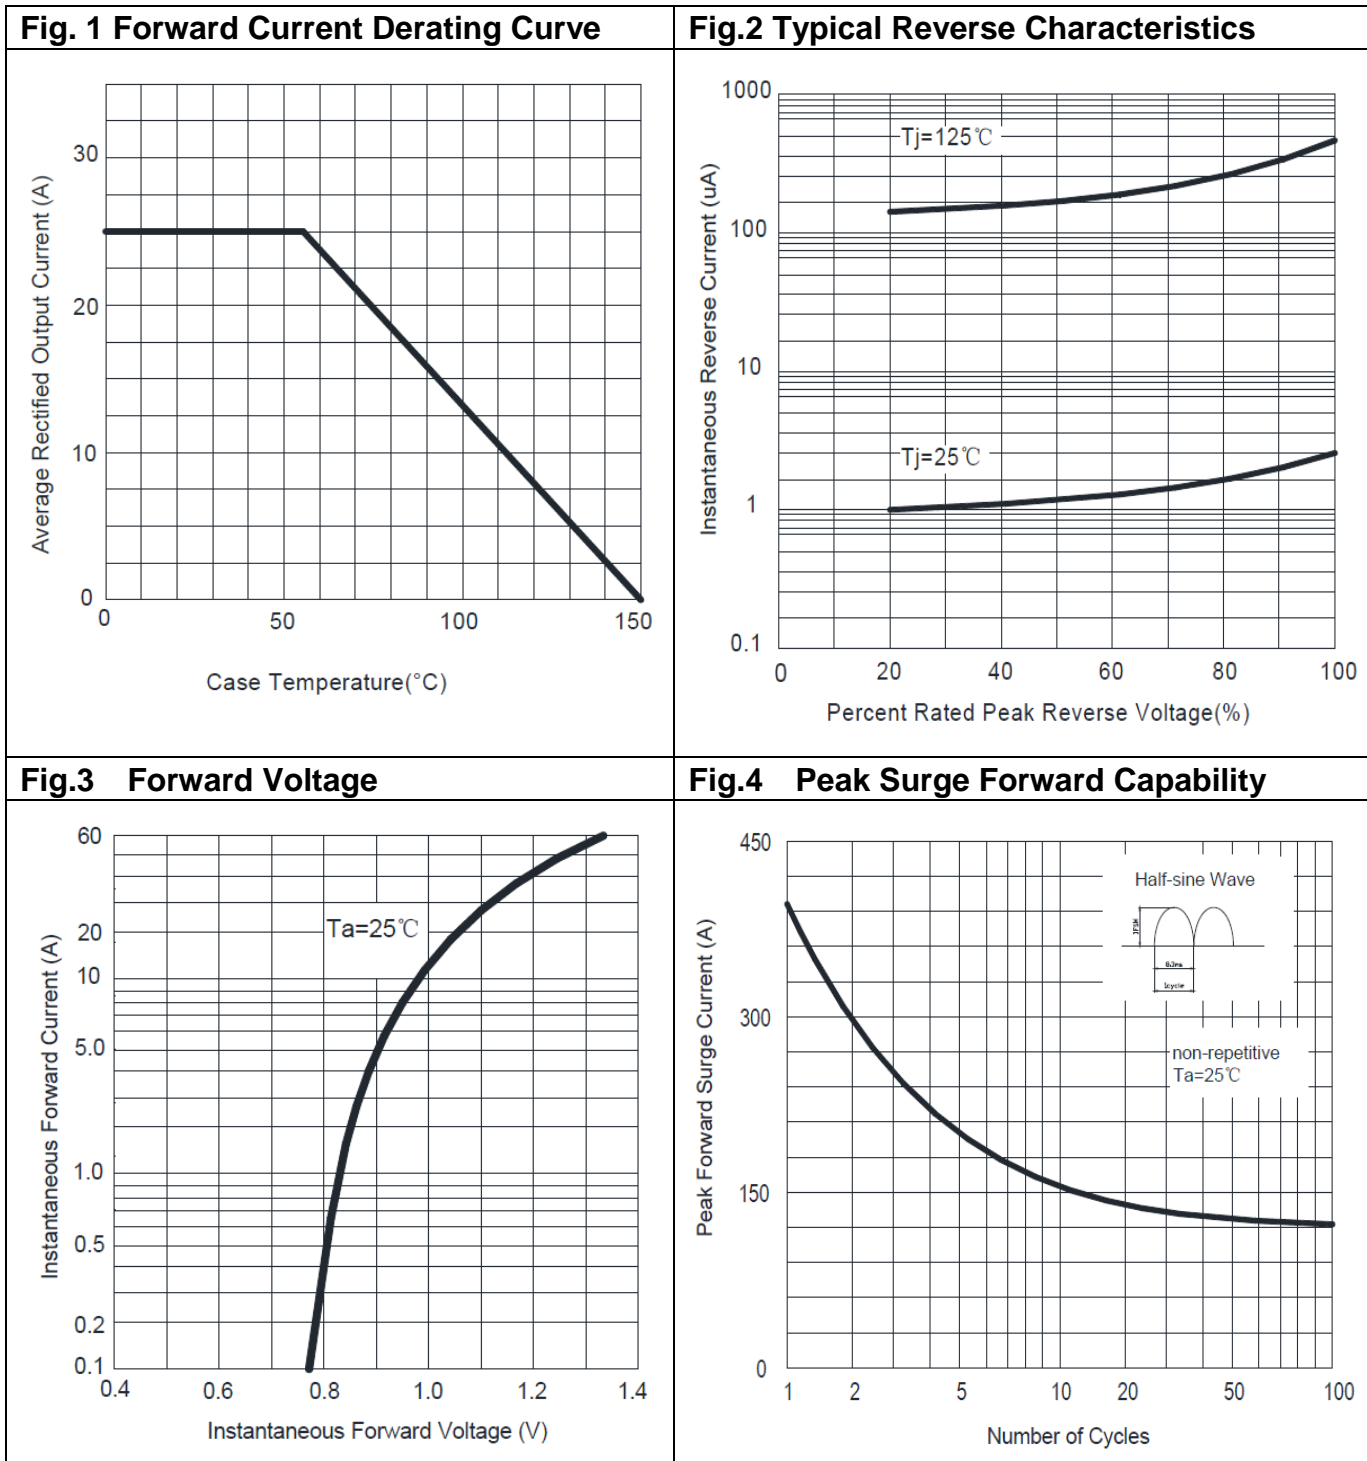 Fig. 1 Forward Current Derating Curve
Average Rectified Output Current (A)
30
20
10
0
0 50 100 150
Case Temperature(°C)
Fig.2 Typical Reverse Characteristics
Instantaneous Reverse Current (uA)
1000
100
10
1
0.1
Tj=125℃
Tj=25℃
0 20 40 60 80 100
Percent Rated Peak Reverse Voltage(%)
Fig.3 Forward Voltage
Instantaneous Forward Current (A)
60
20
10
5.0
1.0
0.5
0.2
0.1
Ta=25℃
0.4 0.6 0.8 1.0 1.2 1.4
Instantaneous Forward Voltage (V)
Fig.4 Peak Surge Forward Capability
Peak Forward Surge Current (A)
450
300
150
0
Half-sine Wave
IFSM
8.3ms
1cycle
non-repetitive
Ta=25℃
1 2 5 10 20 50 100
Number of Cycles